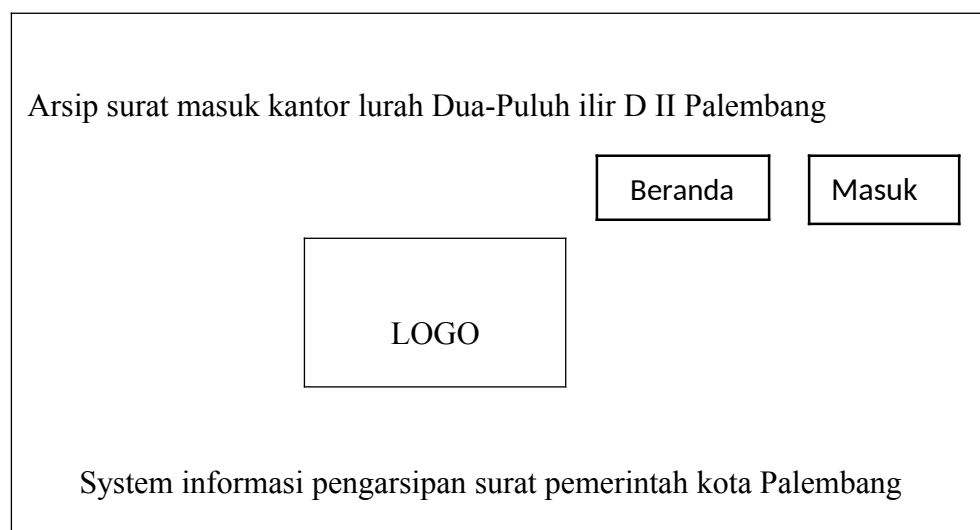 Arsip surat masuk kantor lurah Dua-Puluh ilir D II Palembang
Beranda Masuk
LOGO
System informasi pengarsipan surat pemerintah kota Palembang